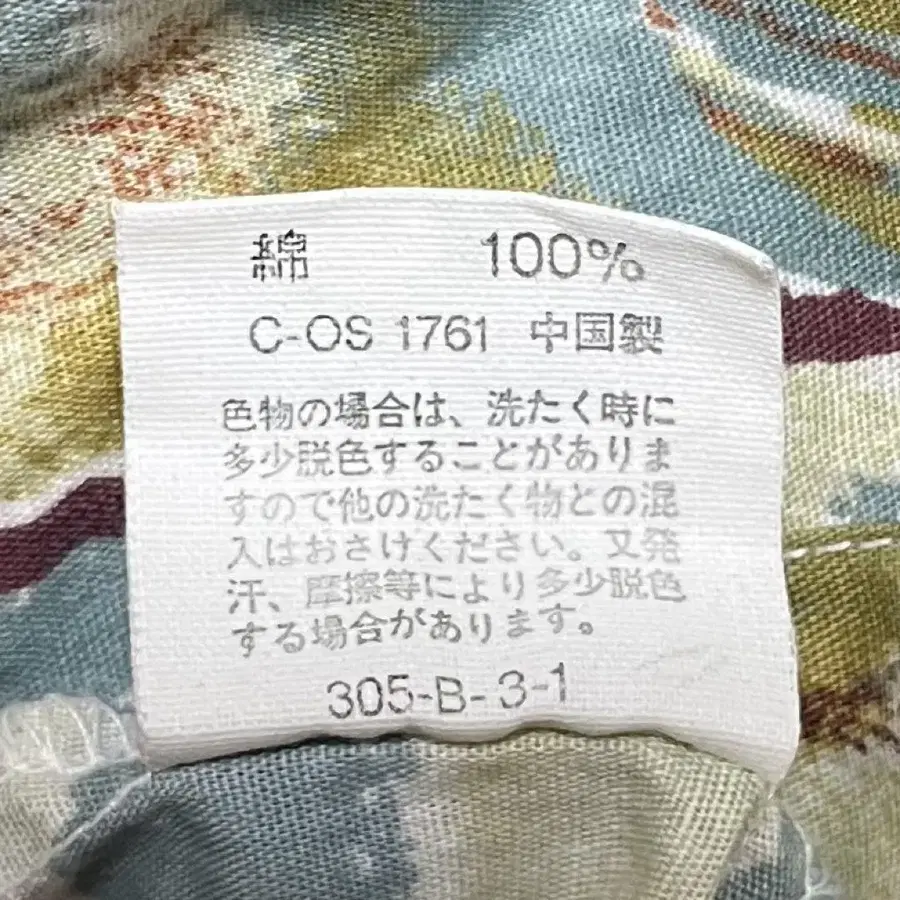 綿 100%
C-OS 1761 中国製
色物の場合は、洗たく時に
多少脱色することがありま
すので他の洗たく物との混
入はおさけください。又発
汗、摩擦等により多少脱色
する場合があります。
305-B-3-1